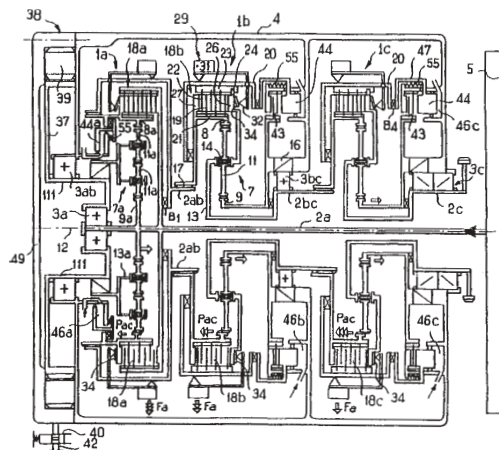 38 29 1b 4 5
1a 18a 18b 26 23 24 20 55 44 1c 20 47 55
22 31
27 32 44
39 19 34 46c
37 21 8 43 84 43
44a 55 8a 14 16
11a 17 11 3bc 3c
3ab 7
111 7a 11a 2ab 9 2bc 2c
3a 9a B1 13
12 2a
49 111 13a 2ab
46a Pac Pac 46b Pac 46c
34 34 34
18a 18b 18c
Fa Fa Fa
40
42